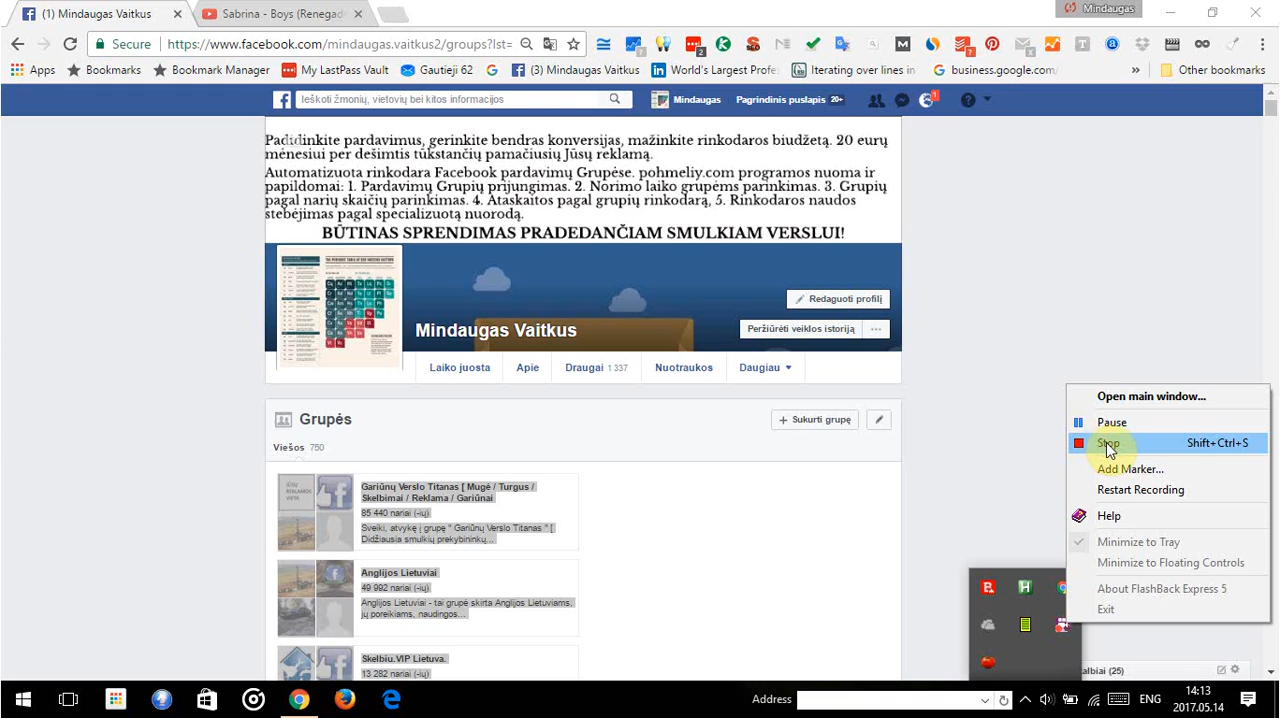 (1) Mindaugas Vaitkus
Sabrina - Boys (Renegade
Mindaugas
Secure
https://www.facebook.com/mindaugas.vaitkus2/groups?lst=
Apps
Bookmarks
Bookmark Manager
My LastPass Vault
Gautieji 62
(3) Mindaugas Vaitkus
World's Largest Profe
Iterating over lines in
business.google.com/
»
Other bookmarks
Ieškoti žmonių, vietovių bei kitos informacijos
Mindaugas
Pagrindinis puslapis 20+
1
Padidinkite pardavimus, gerinkite bendras konversijas, mažinkite rinkodaros biudžetą. 20 eurų
mėnesiui per dešimtis tūkstančių pamačiusių Jūsų reklamą.
Automatizuota rinkodara Facebook pardavimų Grupėse. pohmeliy.com programos nuoma ir
papildomai: 1. Pardavimų Grupių prijungimas. 2. Norimo laiko grupėms parinkimas. 3. Grupių
pagal narių skaičių parinkimas. 4. Ataskaitos pagal grupių rinkodarą, 5. Rinkodaros naudos
stebėjimas pagal specializuotą nuorodą.
BŪTINAS SPRENDIMAS PRADEDANČIAM SMULKIAM VERSLUI!
Redaguoti profilį
Mindaugas Vaitkus
Peržiūrėti veiklos istoriją
Laiko juosta
Apie
Draugai 1 337
Nuotraukos
Daugiau
Grupės
+ Sukurti grupę
Viešos 750
Gariūnų Verslo Titanas [ Mugė / Turgus /
Skelbimai / Reklama / Gariūnai
85 440 nariai (-ių)
Sveiki, atvykę į grupę " Gariūnų Verslo Titanas " [
Didžiausia smulkių prekybininkų...
Anglijos Lietuviai
49 992 nariai (-ių)
Anglijos Lietuviai - tai grupė skirta Anglijos Lietuviams,
jų poreikiams, naudingos...
Skelbiu.VIP Lietuva.
13 282 nariai (-ių)
Open main window...
Pause
Stop Shift+Ctrl+S
Add Marker...
Restart Recording
Help
Minimize to Tray
Minimize to Floating Controls
About FlashBack Express 5
Exit
kalbiai (25)
Address
ENG
14:13
2017.05.14